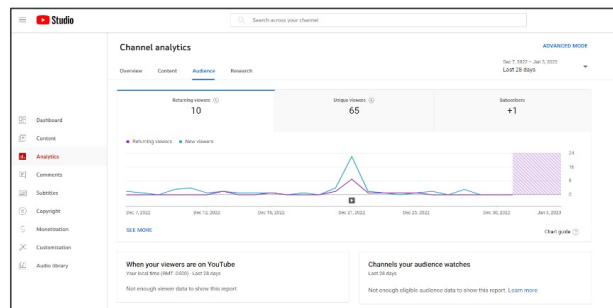 Studio
Search across your channel
Channel analytics
ADVANCED MODE
Overview Content Audience Research
Dec 7, 2022 – Jan 3, 2023
Last 28 days
Returning viewers
10
Unique viewers
65
Subscribers
+1
Dashboard
Content
Analytics
Comments
Subtitles
Copyright
Monetization
Customization
Audio library
Returning viewers New viewers
24
16
8
0
Dec 7, 2022 Dec 12, 2022 Dec 16, 2022 Dec 21, 2022 Dec 25, 2022 Dec 30, 2022 Jan 3, 2023
SEE MORE
Chart guide
When your viewers are on YouTube
Your local time (GMT -0800) · Last 28 days
Not enough viewer data to show this report
Channels your audience watches
Last 28 days
Not enough eligible audience data to show this report. Learn more